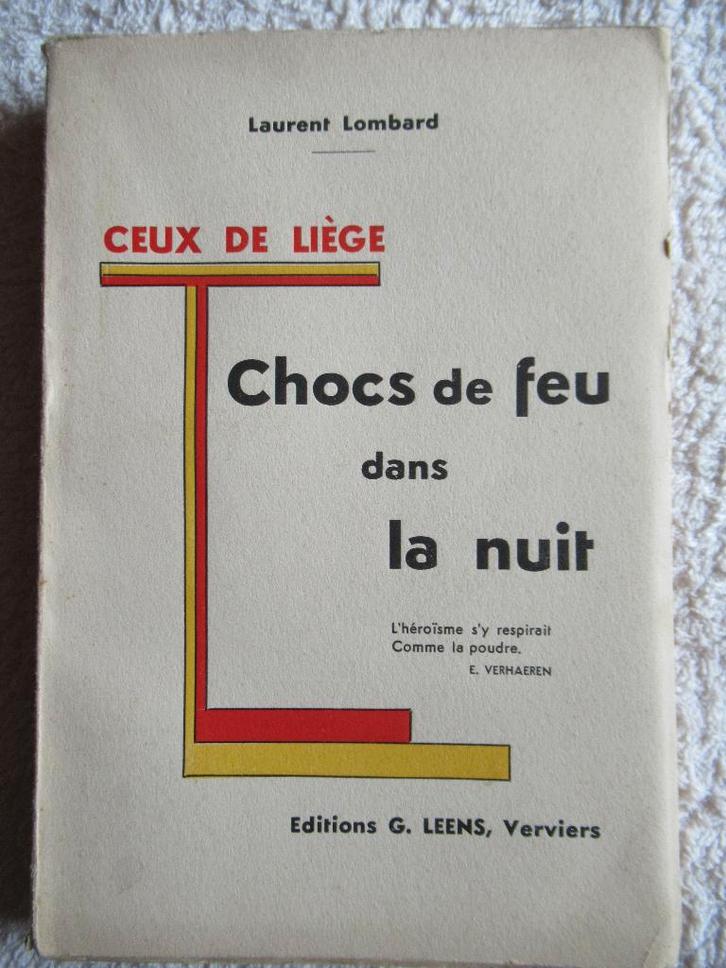 Laurent Lombard
CEUX DE LIÈGE
Chocs de feu
dans
la nuit
L'héroïsme s'y respirait
Comme la poudre.
E. VERHAEREN
Editions G. LEENS, Verviers